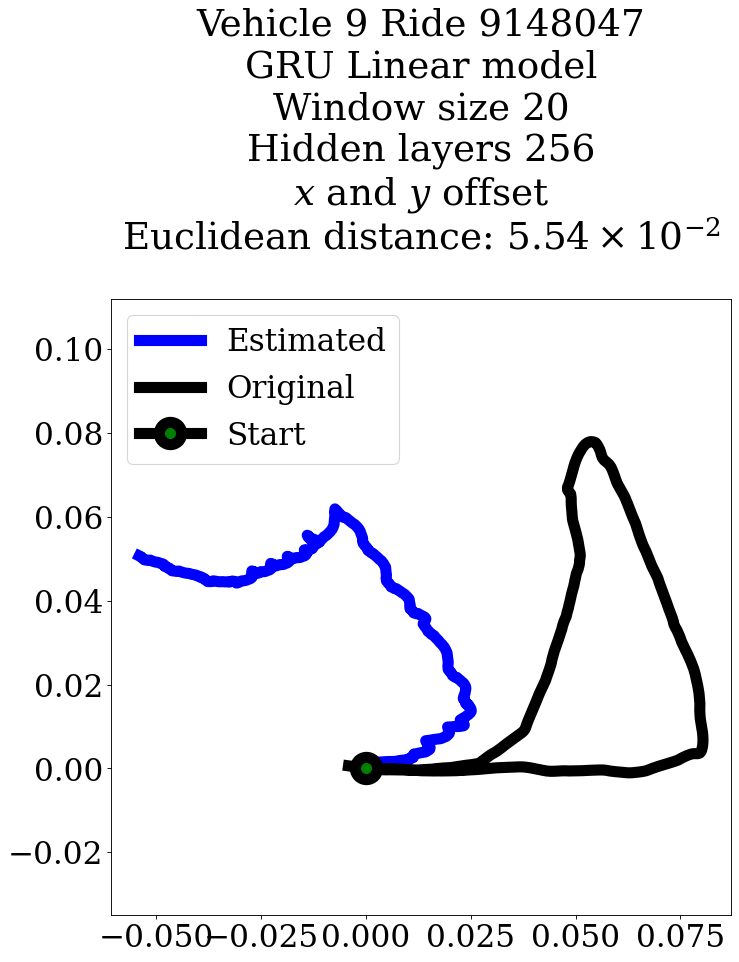 Vehicle 9 Ride 9148047
GRU Linear model
Window size 20
Hidden layers 256
x and y offset
Euclidean distance: 5.54 × 10⁻²
Estimated
Original
Start
0.10
0.08
0.06
0.04
0.02
0.00
−0.02
−0.050 −0.025 0.000 0.025 0.050 0.075